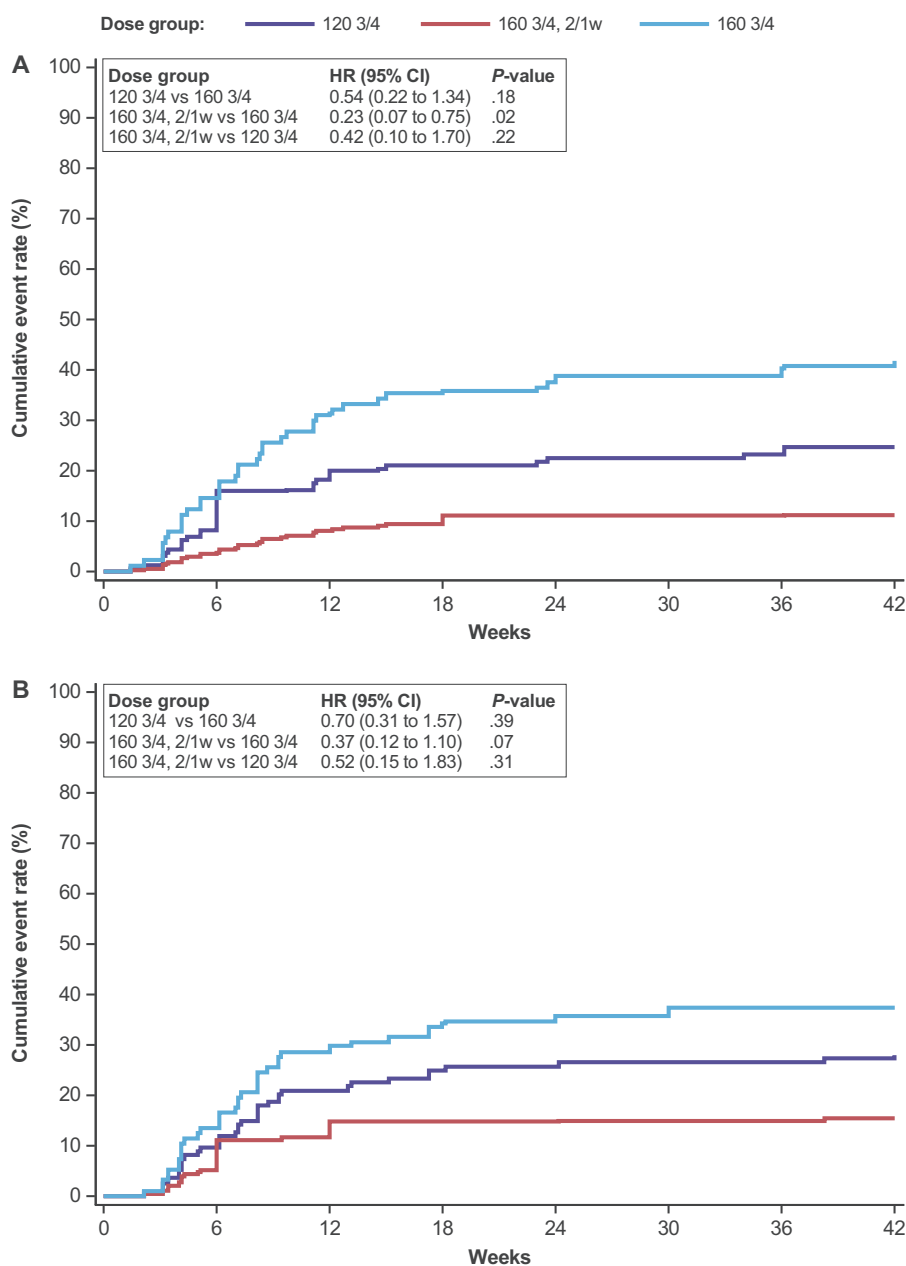 Dose group: 120 3/4 160 3/4, 2/1w 160 3/4
A
Dose group HR (95% CI) P-value
120 3/4 vs 160 3/4 0.54 (0.22 to 1.34) .18
160 3/4, 2/1w vs 160 3/4 0.23 (0.07 to 0.75) .02
160 3/4, 2/1w vs 120 3/4 0.42 (0.10 to 1.70) .22
Cumulative event rate (%)
100
90
80
70
60
50
40
30
20
10
0
0 6 12 18 24 30 36 42
Weeks
B
Dose group HR (95% CI) P-value
120 3/4 vs 160 3/4 0.70 (0.31 to 1.57) .39
160 3/4, 2/1w vs 160 3/4 0.37 (0.12 to 1.10) .07
160 3/4, 2/1w vs 120 3/4 0.52 (0.15 to 1.83) .31
Cumulative event rate (%)
100
90
80
70
60
50
40
30
20
10
0
0 6 12 18 24 30 36 42
Weeks